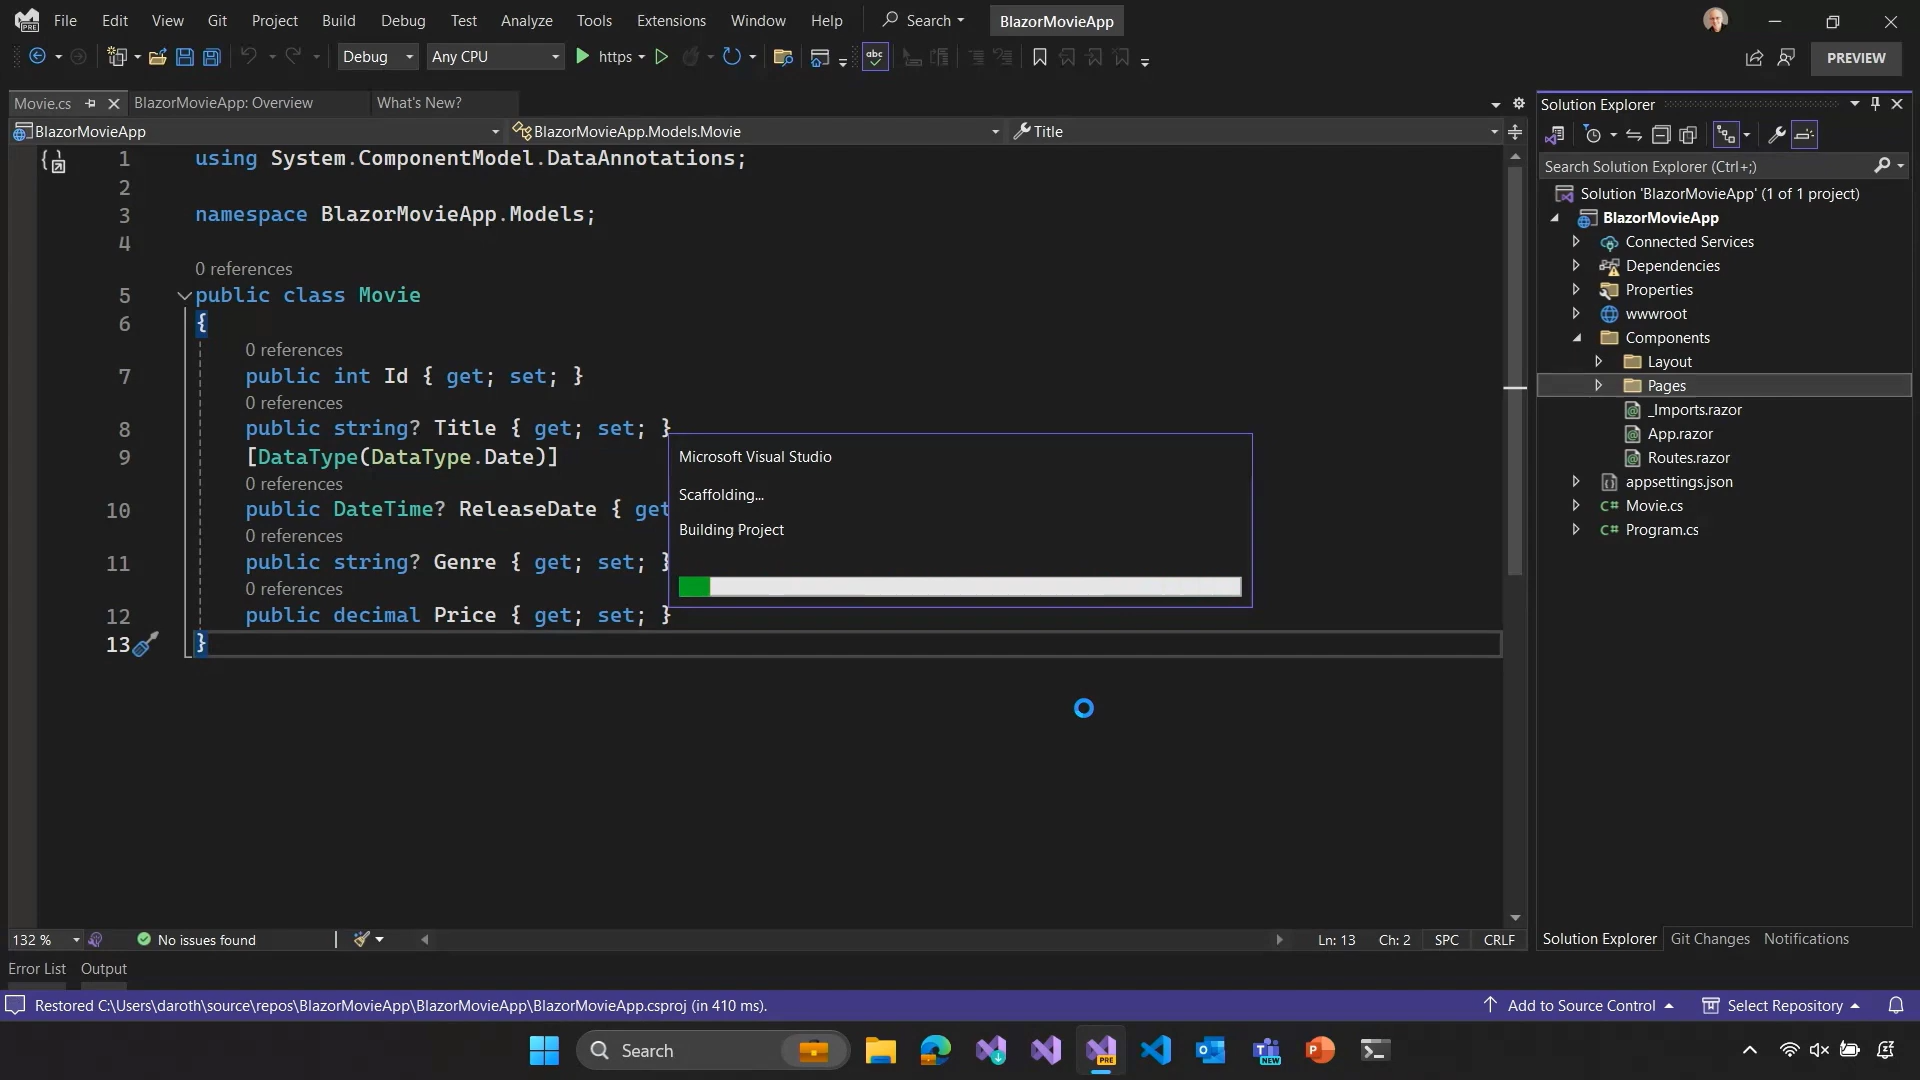 File Edit View Git Project Build Debug Test Analyze Tools Extensions Window Help Search BlazorMovieApp
Debug Any CPU https abc PREVIEW
Movie.cs BlazorMovieApp: Overview What's New?
BlazorMovieApp BlazorMovieApp.Models.Movie Title
1 using System.ComponentModel.DataAnnotations;
2
3 namespace BlazorMovieApp.Models;
4
0 references
5 public class Movie
6 {
0 references
7 public int Id { get; set; }
0 references
8 public string? Title { get; set; }
9 [DataType(DataType.Date)]
0 references
10 public DateTime? ReleaseDate { get
0 references
11 public string? Genre { get; set; }
0 references
12 public decimal Price { get; set; }
13 }
Microsoft Visual Studio
Scaffolding...
Building Project
Solution Explorer
Search Solution Explorer (Ctrl+;)
Solution 'BlazorMovieApp' (1 of 1 project)
BlazorMovieApp
Connected Services
Dependencies
Properties
wwwroot
Components
Layout
Pages
_Imports.razor
App.razor
Routes.razor
appsettings.json
C# Movie.cs
C# Program.cs
132 % No issues found Ln: 13 Ch: 2 SPC CRLF
Solution Explorer Git Changes Notifications
Error List Output
Restored C:\Users\daroth\source\repos\BlazorMovieApp\BlazorMovieApp\BlazorMovieApp.csproj (in 410 ms). Add to Source Control Select Repository
Search